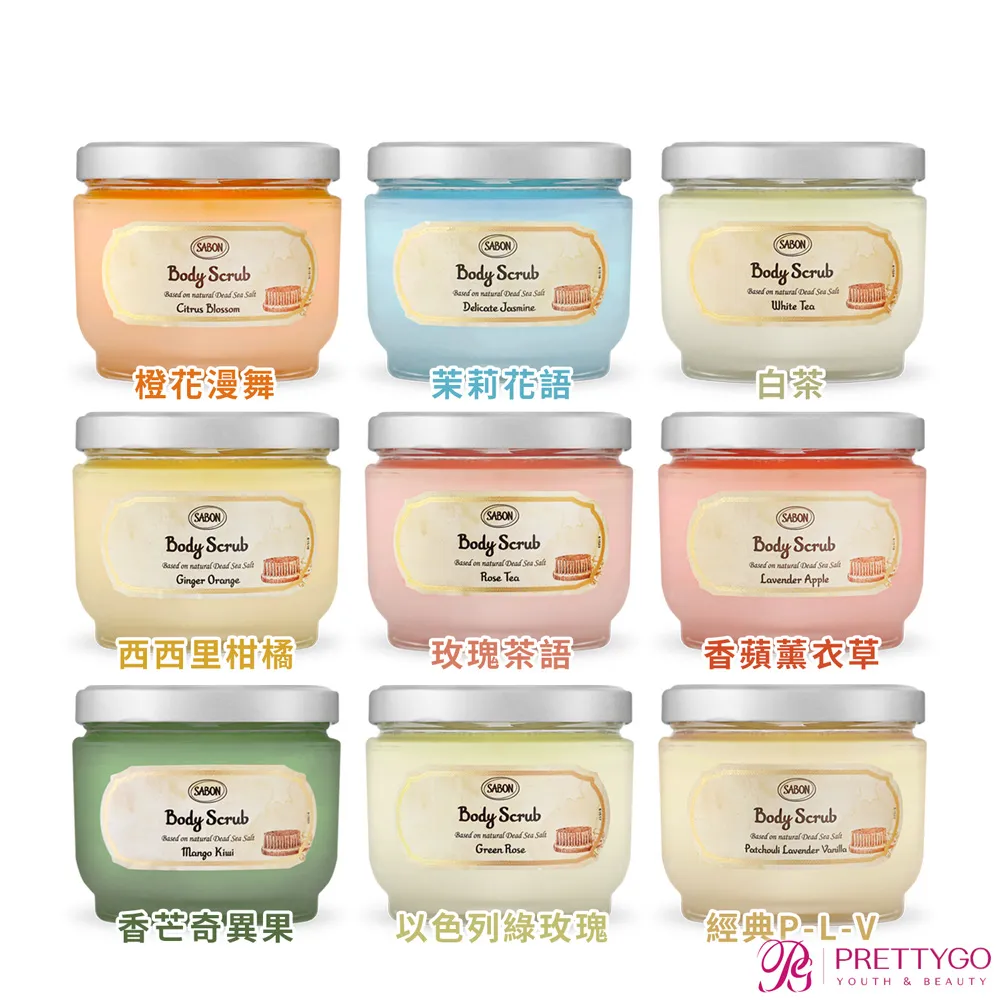 SABON
Body Scrub
Based on natural Dead Sea Salt
Citrus Blossom
橙花漫舞
SABON
Body Scrub
Based on natural Dead Sea Salt
Delicate Jasmine
茉莉花語
SABON
Body Scrub
Based on natural Dead Sea Salt
White Tea
白茶
SABON
Body Scrub
Based on natural Dead Sea Salt
Ginger Orange
西西里柑橘
SABON
Body Scrub
Based on natural Dead Sea Salt
Rose Tea
玫瑰茶語
SABON
Body Scrub
Based on natural Dead Sea Salt
Lavender Apple
香蘋薰衣草
SABON
Body Scrub
Based on natural Dead Sea Salt
Mango Kiwi
香芒奇異果
SABON
Body Scrub
Based on natural Dead Sea Salt
Green Rose
以色列綠玫瑰
SABON
Body Scrub
Based on natural Dead Sea Salt
Patchouli Lavender Vanilla
經典P-L-V
PRETTYGO
YOUTH & BEAUTY